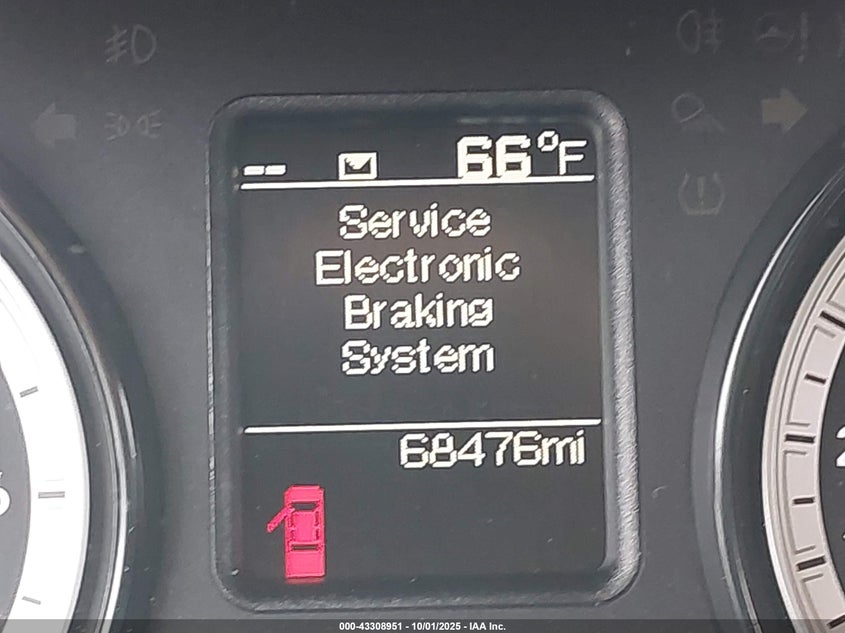 -- 66°F
Service
Electronic
Braking
System
68476mi
000-43308951 - 10/01/2025 - IAA Inc.